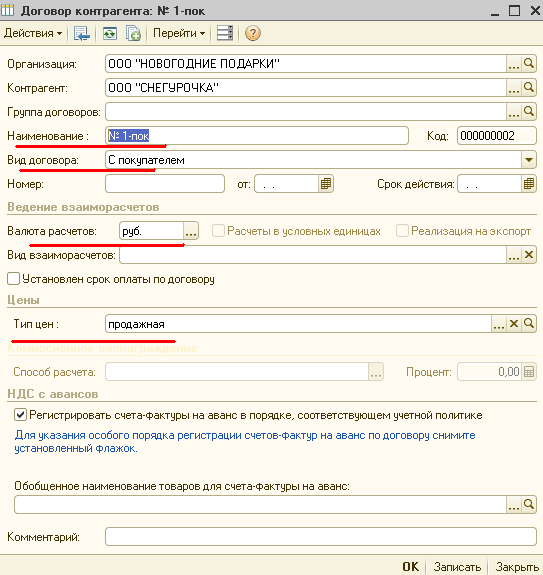 Договор контрагента: № 1-пок
Действия Перейти ?
Организация: ООО "НОВОГОДНИЕ ПОДАРКИ" ...
Контрагент: ООО "СНЕГУРОЧКА" ...
Группа договоров: ...
Наименование : № 1-пок Код: 000000002
Вид договора: С покупателем
Номер: от: . . Срок действия: . .
Ведение взаиморасчетов
Валюта расчетов: руб. ... Расчеты в условных единицах Реализация на экспорт
Вид взаиморасчетов: ... ×
Установлен срок оплаты по договору
Цены
Тип цен : продажная ... ×
Комиссионное вознаграждение
Способ расчета: ... Процент: 0,00
НДС с авансов
Регистрировать счета-фактуры на аванс в порядке, соответствующем учетной политике
Для указания особого порядка регистрации счетов-фактур на аванс по договору снимите
установленный флажок.
Обобщенное наименование товаров для счета-фактуры на аванс:
...
Комментарий:
OK Записать Закрыть